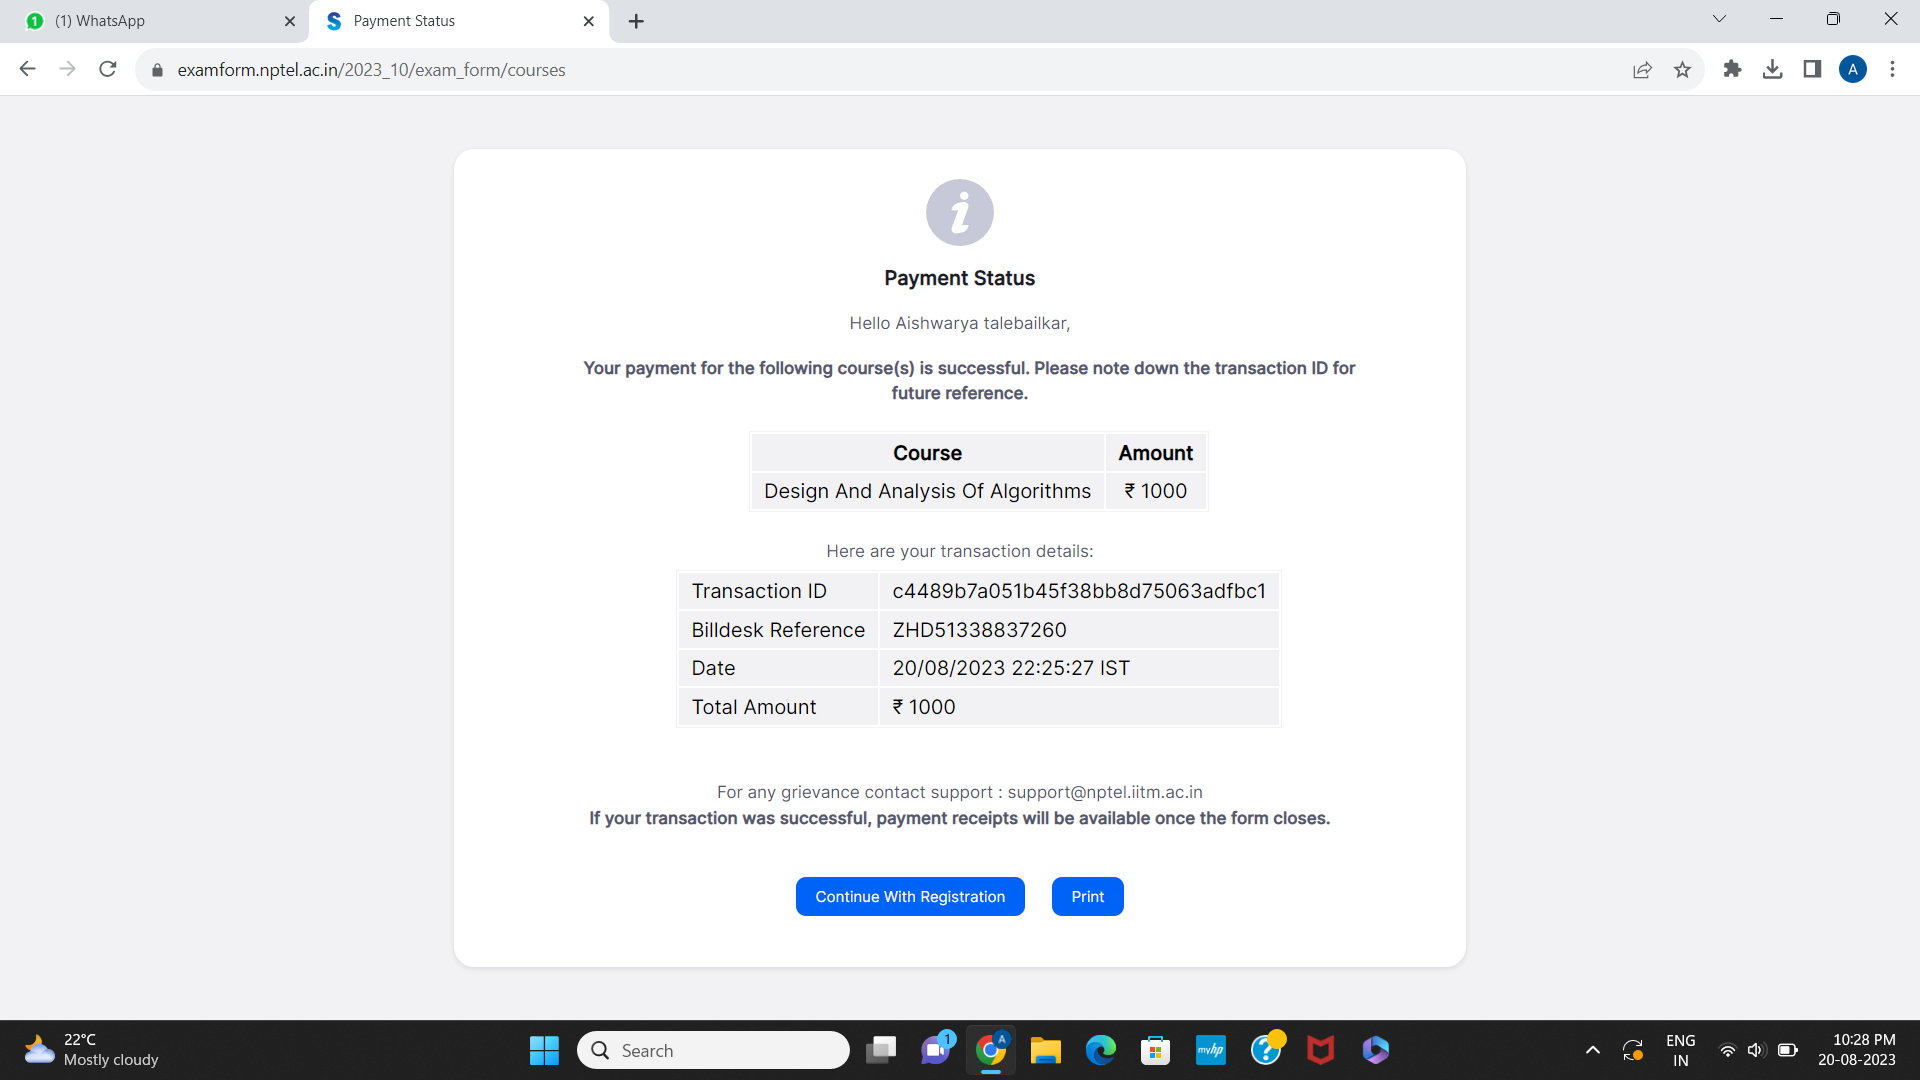 (1) WhatsApp
Payment Status
examform.nptel.ac.in/2023_10/exam_form/courses
A
Payment Status
Hello Aishwarya talebailkar,
Your payment for the following course(s) is successful. Please note down the transaction ID for
future reference.
Course Amount
Design And Analysis Of Algorithms ₹ 1000
Here are your transaction details:
Transaction ID c4489b7a051b45f38bb8d75063adfbc1
Billdesk Reference ZHD51338837260
Date 20/08/2023 22:25:27 IST
Total Amount ₹ 1000
For any grievance contact support : support@nptel.iitm.ac.in
If your transaction was successful, payment receipts will be available once the form closes.
Continue With Registration Print
22°C
Mostly cloudy
Search
1
A
myhp
ENG
IN
10:28 PM
20-08-2023